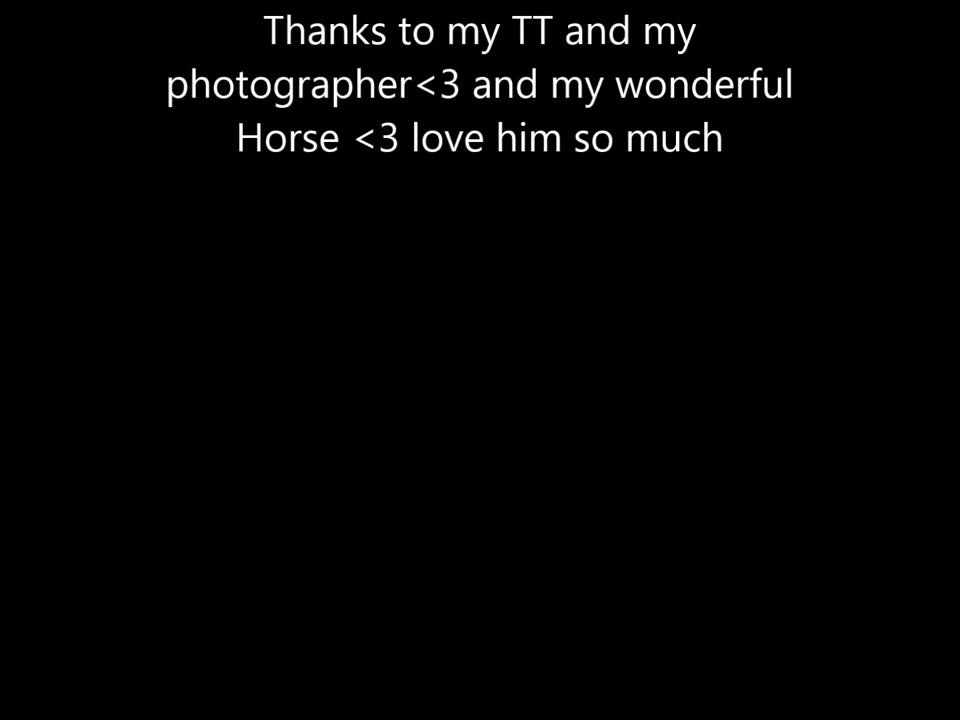 Thanks to my TT and my
photographer<3 and my wonderful
Horse <3 love him so much